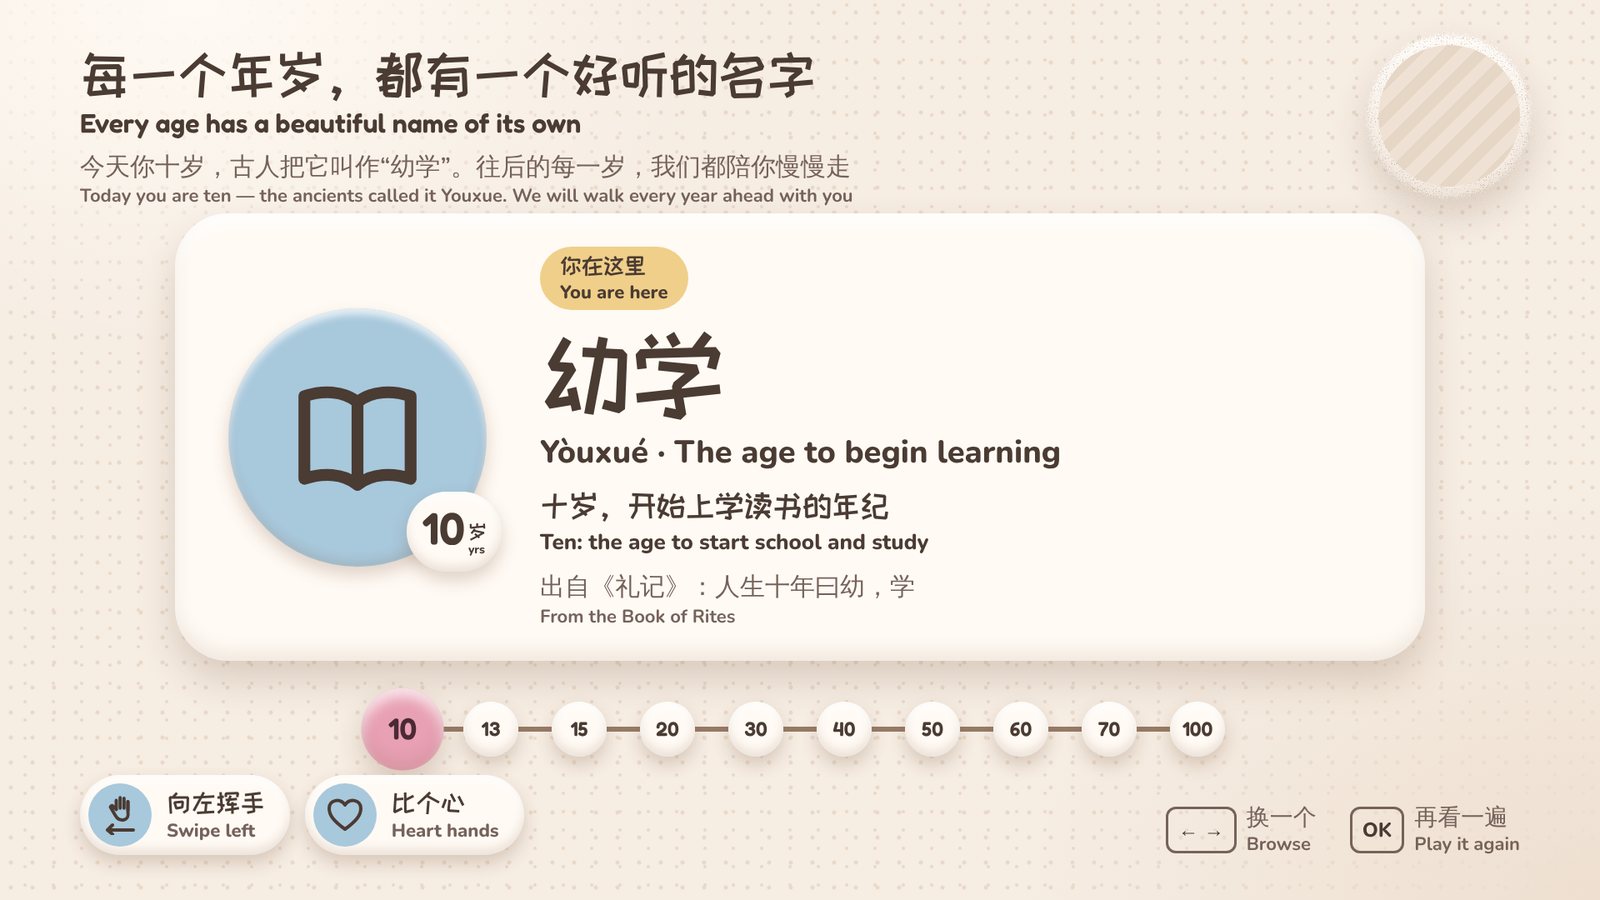 每一个年岁，都有一个好听的名字
Every age has a beautiful name of its own
今天你十岁，古人把它叫作“幼学”。往后的每一岁，我们都陪你慢慢走
Today you are ten — the ancients called it Youxue. We will walk every year ahead with you
你在这里
You are here
幼学
Yòuxué · The age to begin learning
十岁，开始上学读书的年纪
Ten: the age to start school and study
出自《礼记》：人生十年曰幼，学
From the Book of Rites
10 岁
yrs
10 13 15 20 30 40 50 60 70 100
向左挥手
Swipe left
比个心
Heart hands
← → 换一个
Browse
OK 再看一遍
Play it again